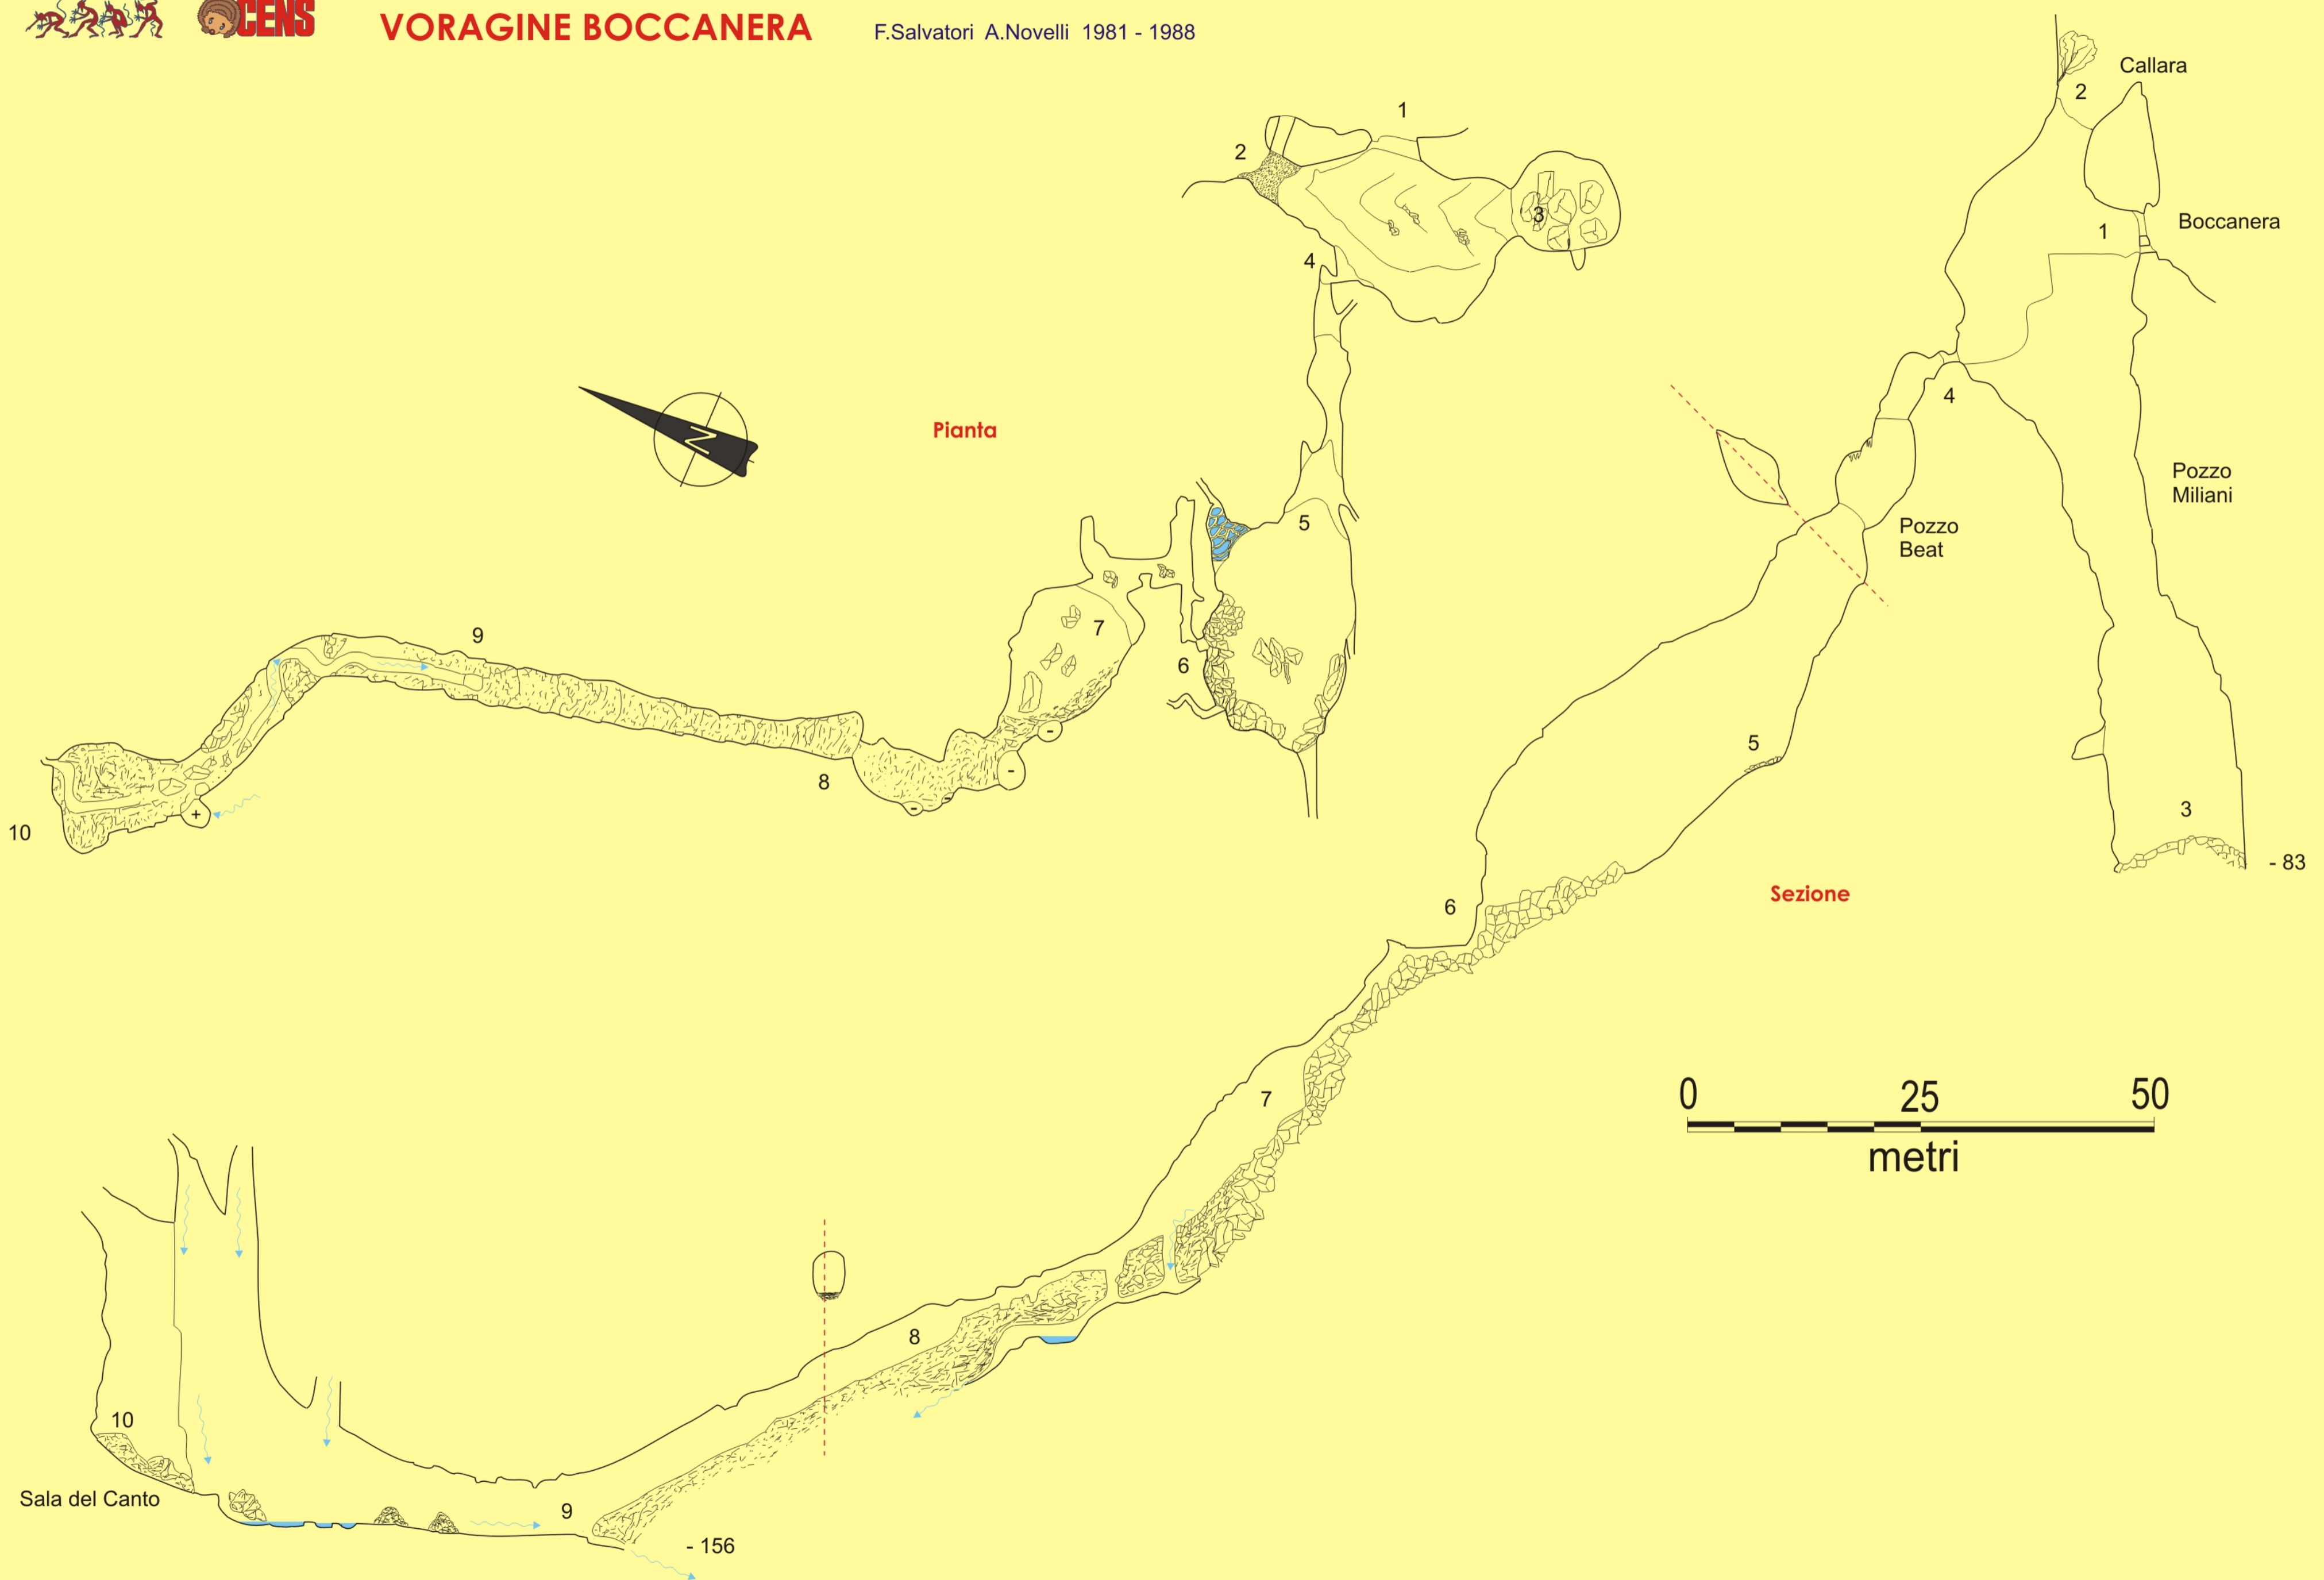 CENS
VORAGINE BOCCANERA
F.Salvatori A.Novelli 1981 - 1988
Callara
2
1
2
3
Boccanera
1
4
4
N
Pianta
Pozzo
Miliani
5
Pozzo
Beat
7
9
6
5
8
-
-
-
-
+
10
3
- 83
Sezione
6
0 25 50
metri
7
8
10
Sala del Canto
9
- 156